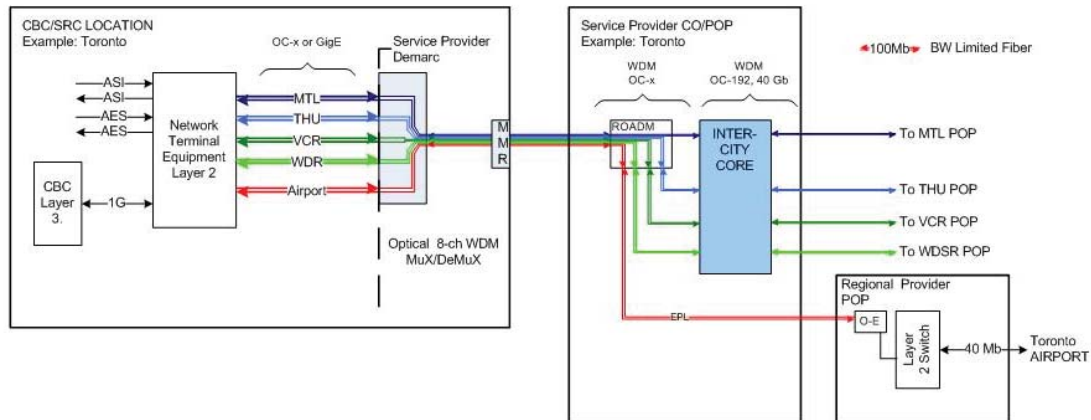 CBC/SRC LOCATION
Example: Toronto
OC-x or GigE
Service Provider
Demarc
ASI
ASI
AES
AES
Network
Terminal
Equipment
Layer 2
MTL
THU
VCR
WDR
Airport
CBC
Layer
3.
1G
Optical 8-ch WDM
MuX/DeMuX
M
M
R
Service Provider CO/POP
Example: Toronto
WDM
OC-x
WDM
OC-192, 40 Gb
ROADM
INTER-
CITY
CORE
EPL
100Mb
BW Limited Fiber
To MTL POP
To THU POP
To VCR POP
To WDSR POP
Regional Provider
POP
O-E
Layer
2 Switch
40 Mb
Toronto
AIRPORT